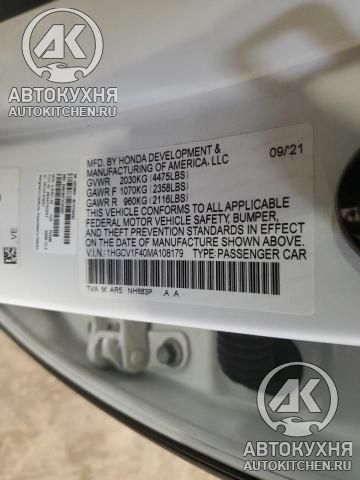 АК
АВТОКУХНЯ
AUTOKITCHEN.RU
MFD. BY HONDA DEVELOPMENT &
MANUFACTURING OF AMERICA, LLC
09/21
GVWR 2030KG (4475LBS)
GAWR F 1070KG (2358LBS)
GAWR R 960KG (2116LBS)
THIS VEHICLE CONFORMS TO ALL APPLICABLE
FEDERAL MOTOR VEHICLE SAFETY, BUMPER,
AND THEFT PREVENTION STANDARDS IN EFFECT
ON THE DATE OF MANUFACTURE SHOWN ABOVE.
V.I.N.: 1HGCV1F40MA108179 TYPE: PASSENGER CAR
TVA M AR5 NH883P A A
АК
АВТОКУХНЯ
AUTOKITCHEN.RU